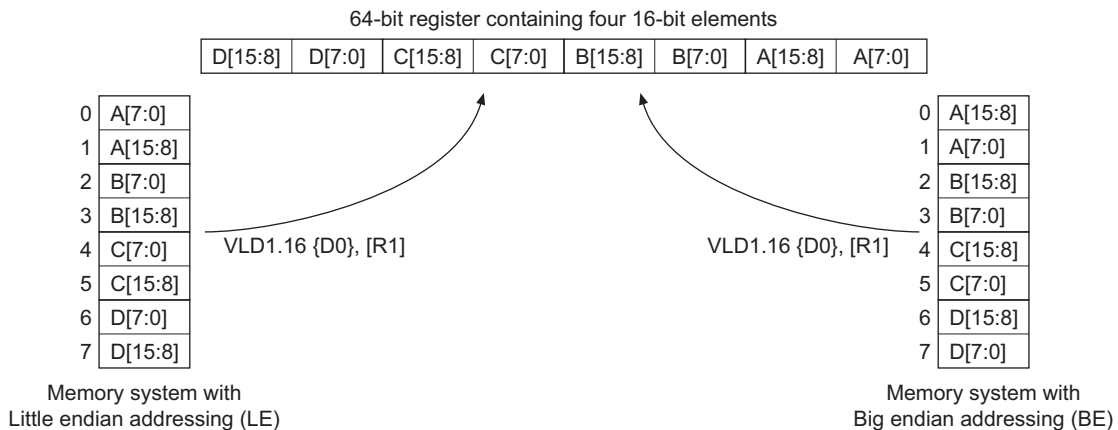 64-bit register containing four 16-bit elements
D[15:8] D[7:0] C[15:8] C[7:0] B[15:8] B[7:0] A[15:8] A[7:0]
0 A[7:0]
1 A[15:8]
2 B[7:0]
3 B[15:8]
4 C[7:0]
5 C[15:8]
6 D[7:0]
7 D[15:8]
VLD1.16 {D0}, [R1]
Memory system with
Little endian addressing (LE)
VLD1.16 {D0}, [R1]
0 A[15:8]
1 A[7:0]
2 B[15:8]
3 B[7:0]
4 C[15:8]
5 C[7:0]
6 D[15:8]
7 D[7:0]
Memory system with
Big endian addressing (BE)